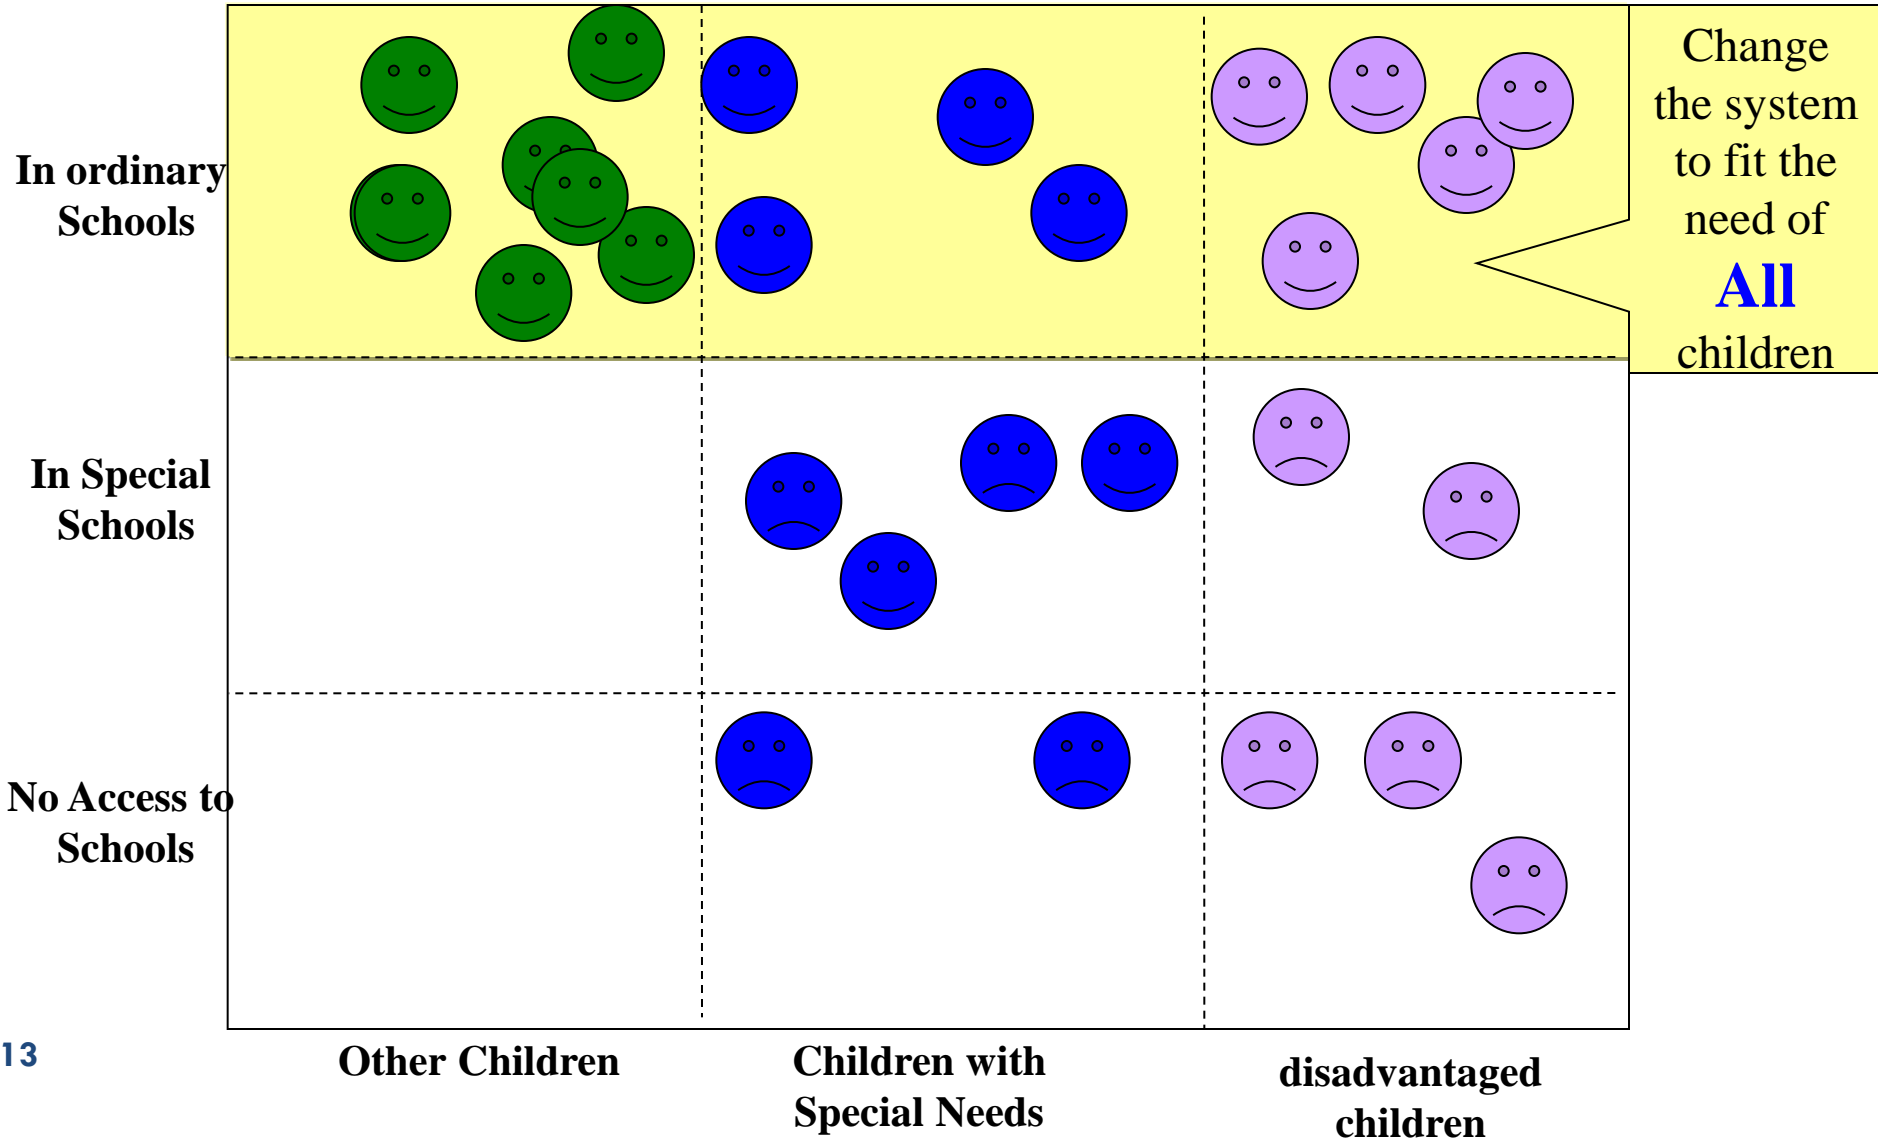 Change
the system
to fit the
need of
All
children
In ordinary
Schools
In Special
Schools
No Access to
Schools
Other Children
Children with
Special Needs
disadvantaged
children
13